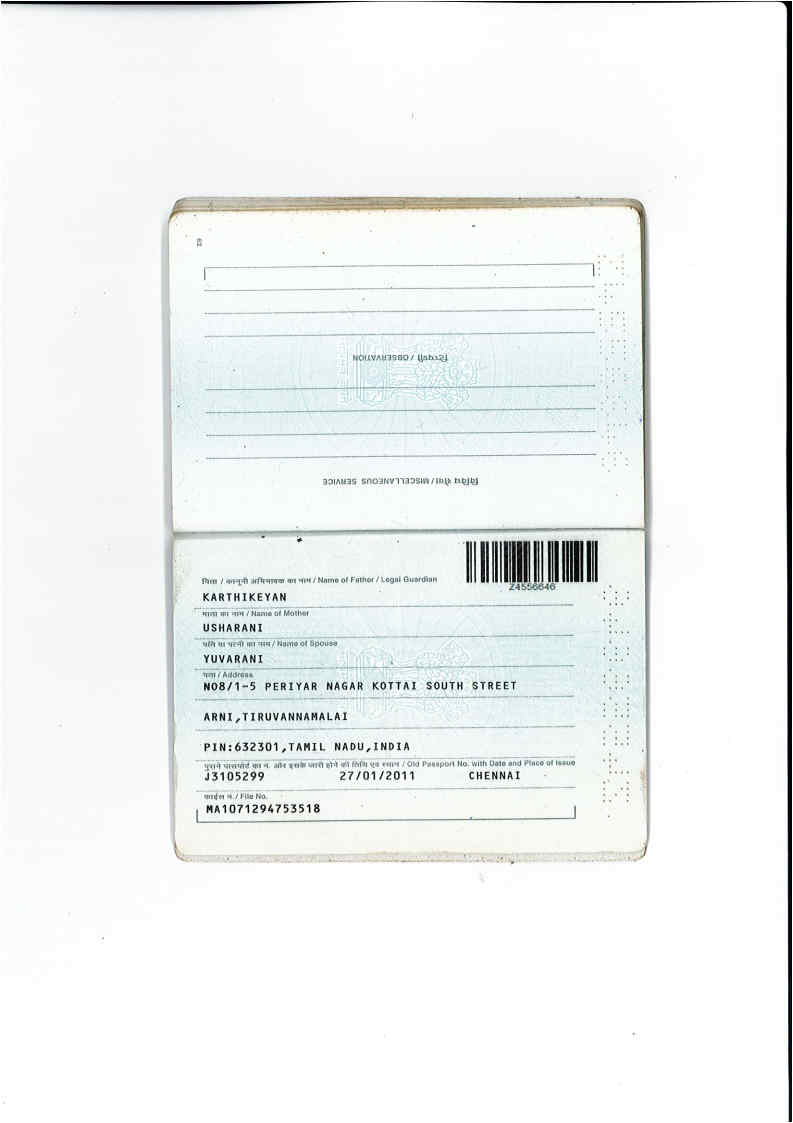 टिप्पणी / OBSERVATION
विविध सेवा / MISCELLANEOUS SERVICE
Z4556646
पिता / कानूनी अभिभावक का नाम / Name of Father / Legal Guardian
KARTHIKEYAN
माता का नाम / Name of Mother
USHARANI
पति या पत्नी का नाम / Name of Spouse
YUVARANI
पता / Address
NO8/1-5 PERIYAR NAGAR KOTTAI SOUTH STREET
ARNI,TIRUVANNAMALAI
PIN:632301,TAMIL NADU,INDIA
पुराने पासपोर्ट का न. और इसके जारी होने की तिथि एवं स्थान / Old Passport No. with Date and Place of Issue
J3105299 27/01/2011 CHENNAI
फाईल न. / File No.
MA1071294753518